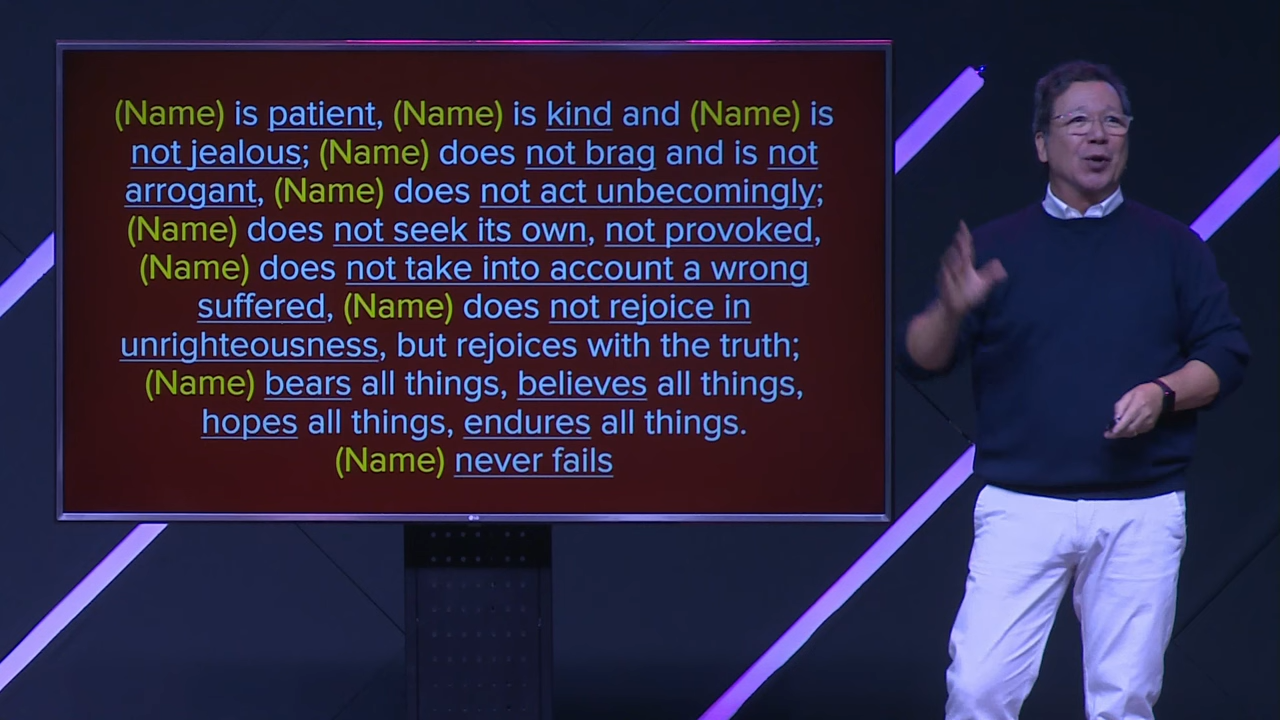 (Name) is patient, (Name) is kind and (Name) is
not jealous; (Name) does not brag and is not
arrogant, (Name) does not act unbecomingly;
(Name) does not seek its own, not provoked,
(Name) does not take into account a wrong
suffered, (Name) does not rejoice in
unrighteousness, but rejoices with the truth;
(Name) bears all things, believes all things,
hopes all things, endures all things.
(Name) never fails
LG